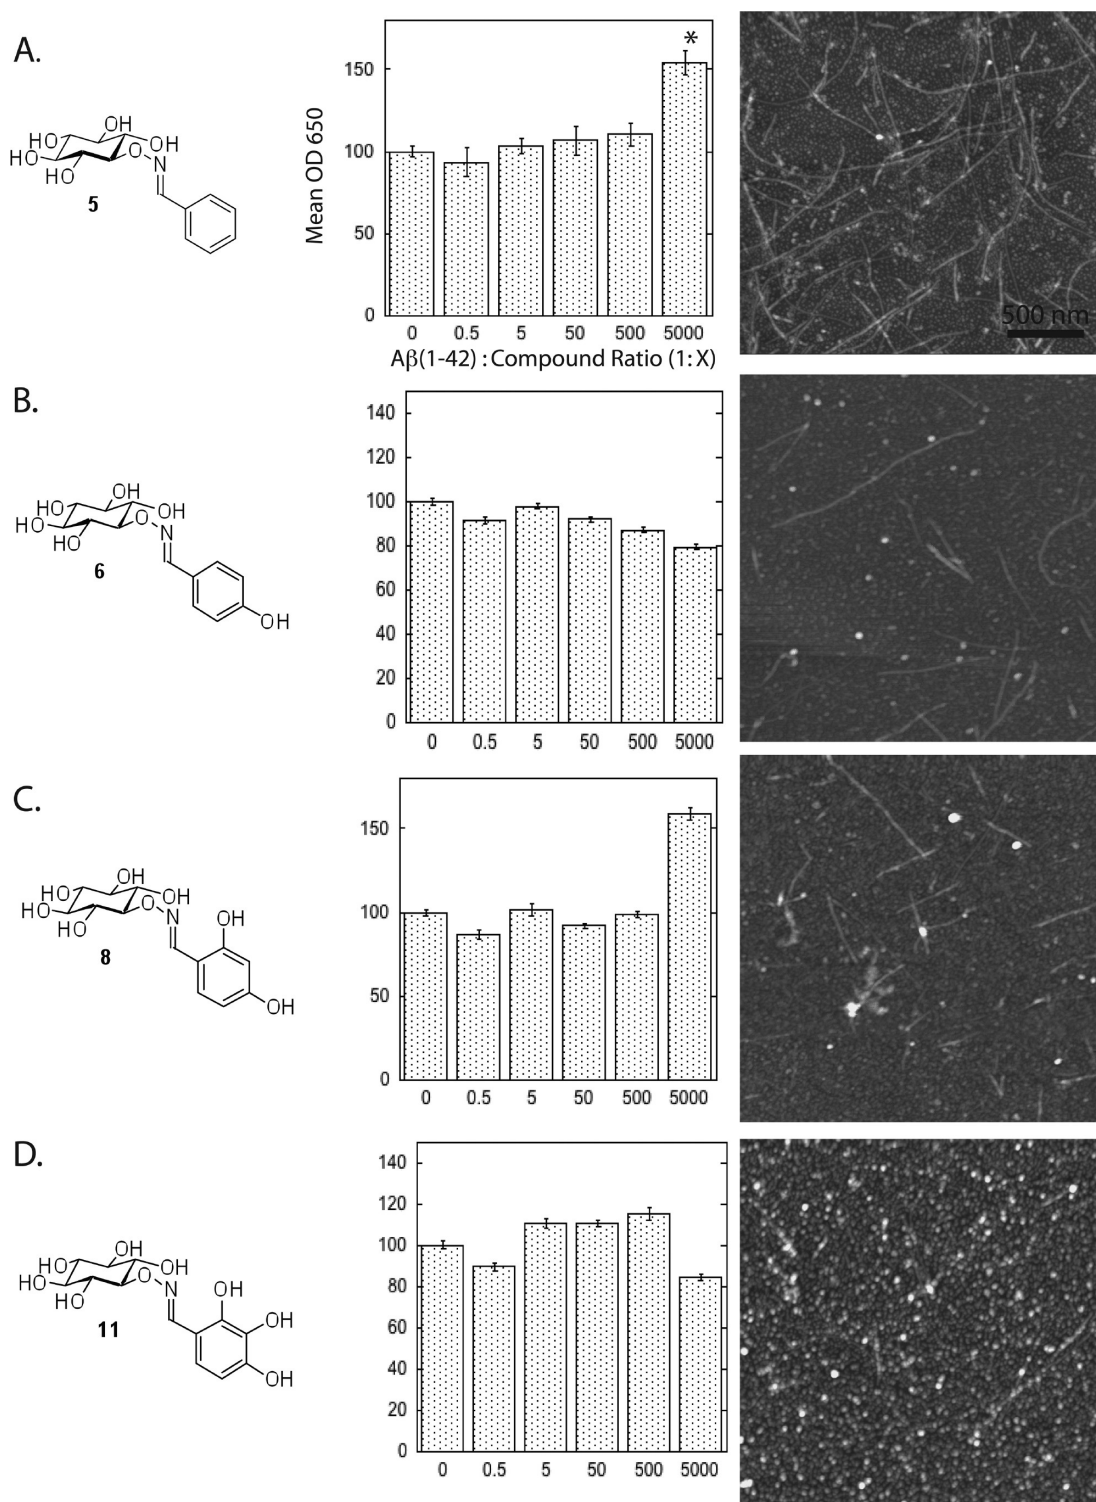 A.
OH
HO
OH
HO
O
N
HO
5
*
150
100
50
0
Mean OD 650
0 0.5 5 50 500 5000
Aβ(1-42) : Compound Ratio (1: X)
500 nm
B.
OH
HO
OH
HO
O
N
HO
6
OH
140
120
100
80
60
40
20
0
0 0.5 5 50 500 5000
C.
OH
HO
OH
HO
O
N
OH
HO
8
OH
150
100
50
0
0 0.5 5 50 500 5000
D.
OH
HO
OH
HO
O
N
OH
HO
OH
11
OH
140
120
100
80
60
40
20
0
0 0.5 5 50 500 5000